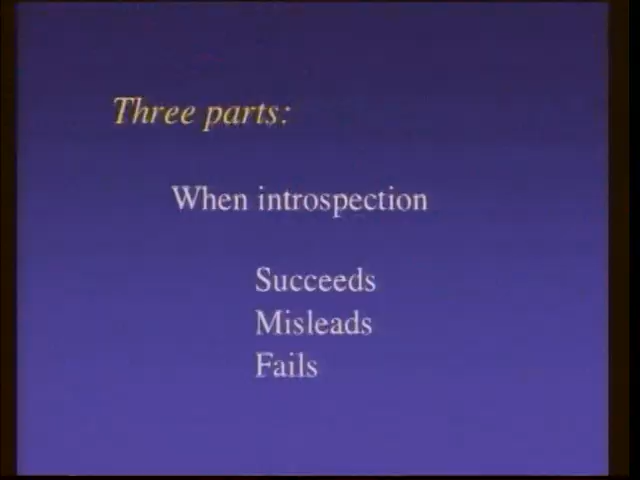 Three parts:
When introspection
Succeeds
Misleads
Fails